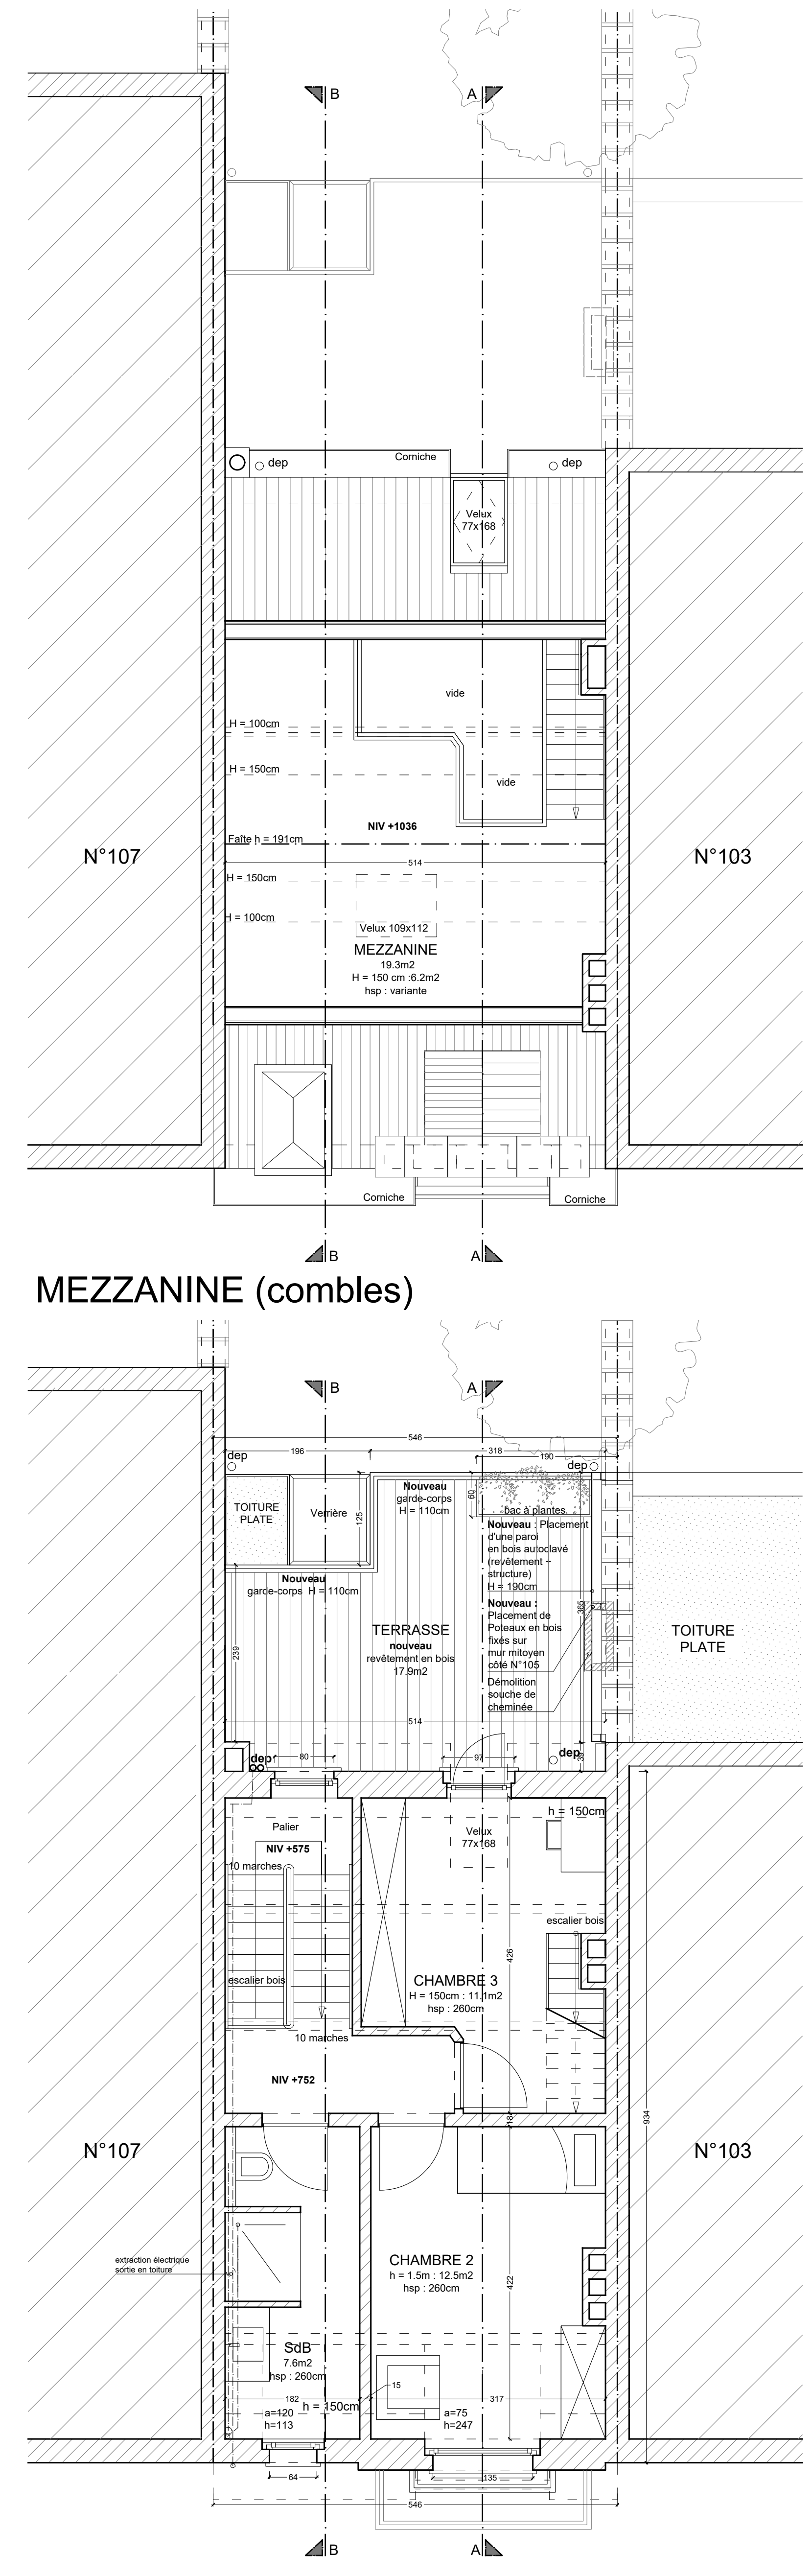 B
A
dep
Corniche
dep
Velux
77x168
vide
H = 100cm
H = 150cm
vide
NIV +1036
Faîte h = 191cm
N°107
N°103
514
H = 150cm
H = 100cm
Velux 109x112
MEZZANINE
19.3m2
H = 150 cm :6.2m2
hsp : variante
Corniche
Corniche
B
A
MEZZANINE (combles)
B
A
546
196
318
190
dep
dep
TOITURE
PLATE
Verrière
125
Nouveau
garde-corps
H = 110cm
60
bac à plantes
Nouveau : Placement
d'une paroi
en bois autoclavé
(revêtement +
structure)
H = 190cm
Nouveau
garde-corps H = 110cm
Nouveau :
Placement de
Poteaux en bois
fixés sur
mur mitoyen
côté N°105
365
TERRASSE
nouveau
revêtement en bois
17.9m2
TOITURE
PLATE
239
Démolition
souche de
cheminée
514
dep
80
97
dep
39
Palier
NIV +575
10 marches
Velux
77x168
h = 150cm
escalier bois
426
escalier bois
CHAMBRE 3
H = 150cm : 11.1m2
hsp : 260cm
10 marches
NIV +752
18
934
N°107
N°103
extraction électrique
sortie en toiture
CHAMBRE 2
h = 1.5m : 12.5m2
hsp : 260cm
422
SdB
7.6m2
hsp : 260cm
182
15
317
h = 150cm
a=120
h=113
a=75
h=247
64
135
546
B
A